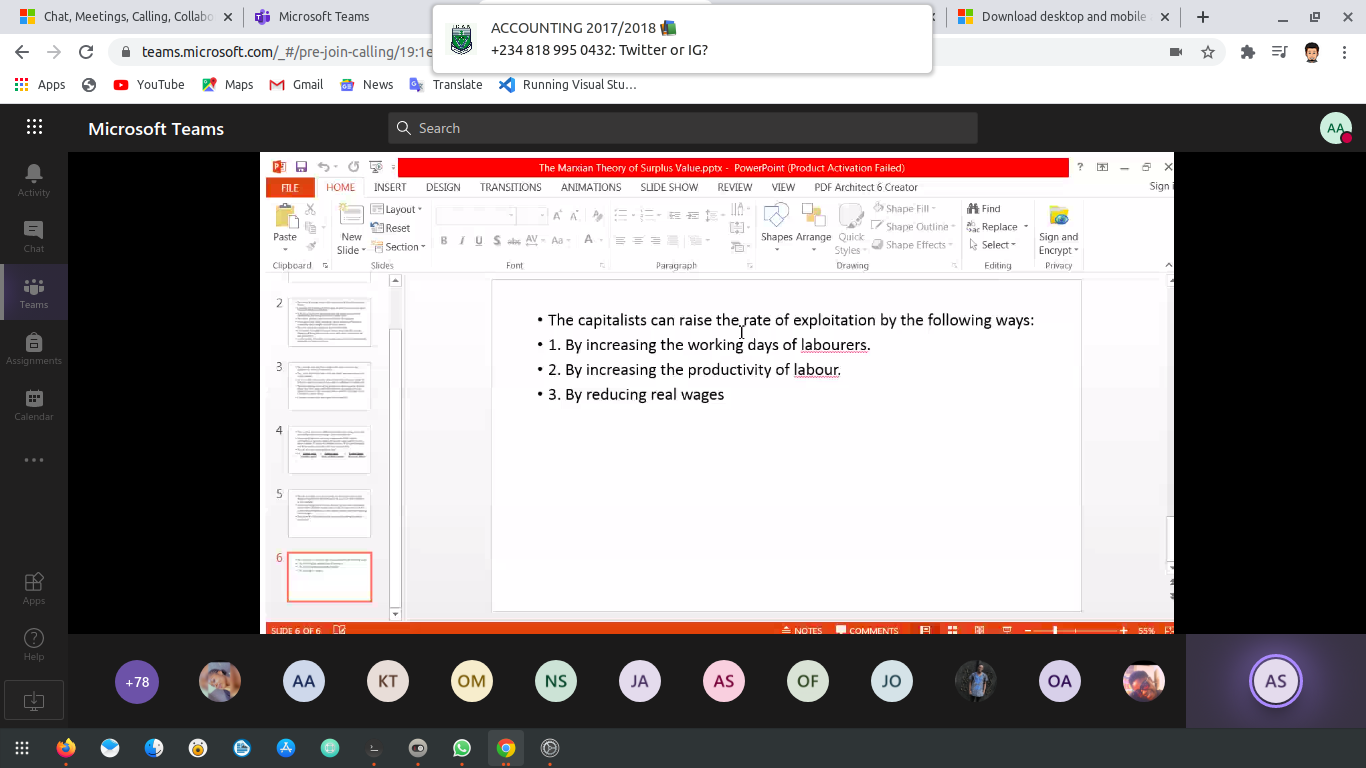 Chat, Meetings, Calling, Collabo
Microsoft Teams
Download desktop and mobile
ACCOUNTING 2017/2018
+234 818 995 0432: Twitter or IG?
teams.microsoft.com/_#/pre-join-calling/19:1e
Apps
YouTube
Maps
Gmail
News
Translate
Running Visual Stu…
Microsoft Teams
Search
AA
Activity
Chat
Teams
Assignments
Calendar
Apps
Help
The Marxian Theory of Surplus Value.pptx - PowerPoint (Product Activation Failed)
FILE HOME INSERT DESIGN TRANSITIONS ANIMATIONS SLIDE SHOW REVIEW VIEW PDF Architect 6 Creator Sign i
Paste
New
Slide
Layout
Reset
Section
Shapes
Arrange
Quick
Styles
Shape Fill
Shape Outline
Shape Effects
Find
Replace
Select
Sign and
Encrypt
Clipboard Slides Font Paragraph Drawing Editing Privacy
2
3
4
5
6
• The capitalists can raise the rate of exploitation by the following ways:
• 1. By increasing the working days of labourers.
• 2. By increasing the productivity of labour.
• 3. By reducing real wages
SLIDE 6 OF 6
NOTES
COMMENTS
55%
+78
AA
KT
OM
NS
JA
AS
OF
JO
OA
AS